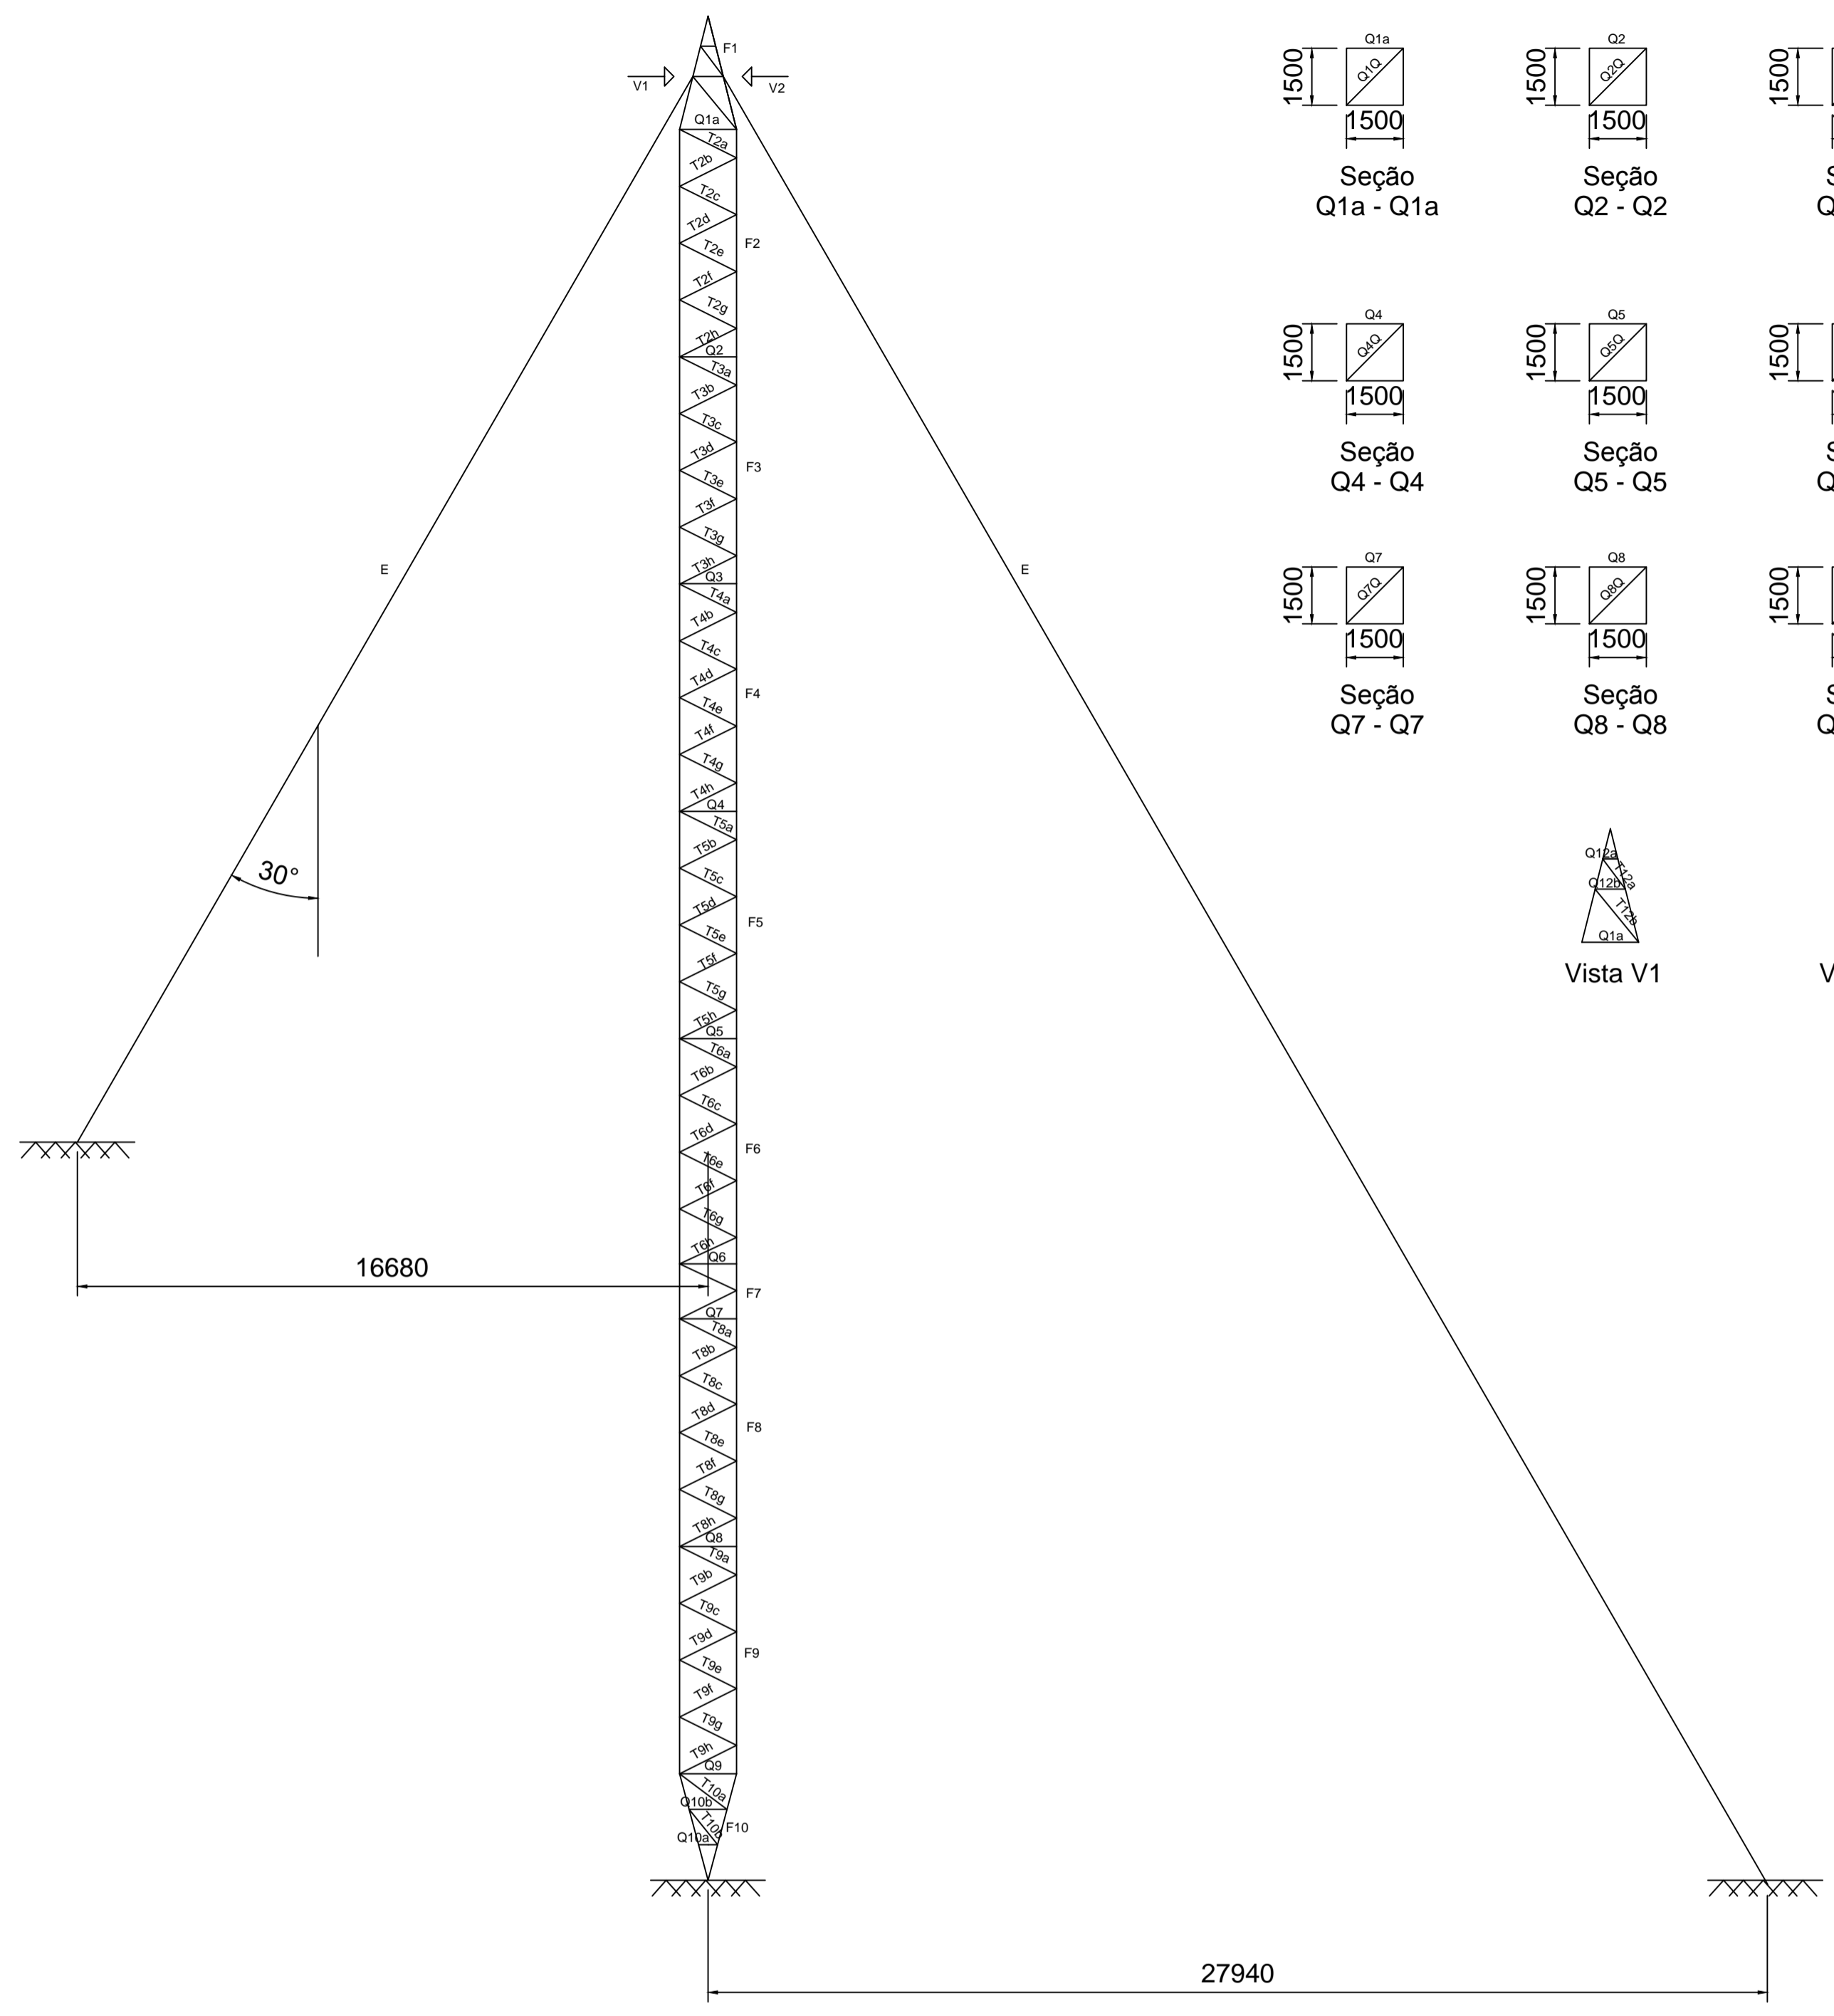 F1
V1
V2
Q1a
T2a
T2b
T2c
T2d
F2
T2e
T2f
T2g
T2h
Q2
T3a
T3b
T3c
T3d
F3
T3e
T3f
T3g
T3h
Q3
T4a
T4b
T4c
T4d
F4
T4e
T4f
T4g
T4h
Q4
T5a
T5b
T5c
T5d
F5
T5e
T5f
T5g
T5h
Q5
T6a
T6b
T6c
T6d
F6
T6e
T6f
T6g
T6h
Q6
F7
Q7
T8a
T8b
T8c
T8d
F8
T8e
T8f
T8g
T8h
Q8
T9a
T9b
T9c
T9d
F9
T9e
T9f
T9g
T9h
Q9
T10a
Q10b
T10b
F10
Q10a
E
E
30°
16680
27940
Q1a
1500
Q1Q
1500
Seção
Q1a - Q1a
Q2
1500
Q2Q
1500
Seção
Q2 - Q2
1500
Q4
1500
Q4Q
1500
Seção
Q4 - Q4
Q5
1500
Q5Q
1500
Seção
Q5 - Q5
1500
Q7
1500
Q7Q
1500
Seção
Q7 - Q7
Q8
1500
Q8Q
1500
Seção
Q8 - Q8
1500
Q12a
T12a
Q12b
T12b
Q1a
Vista V1